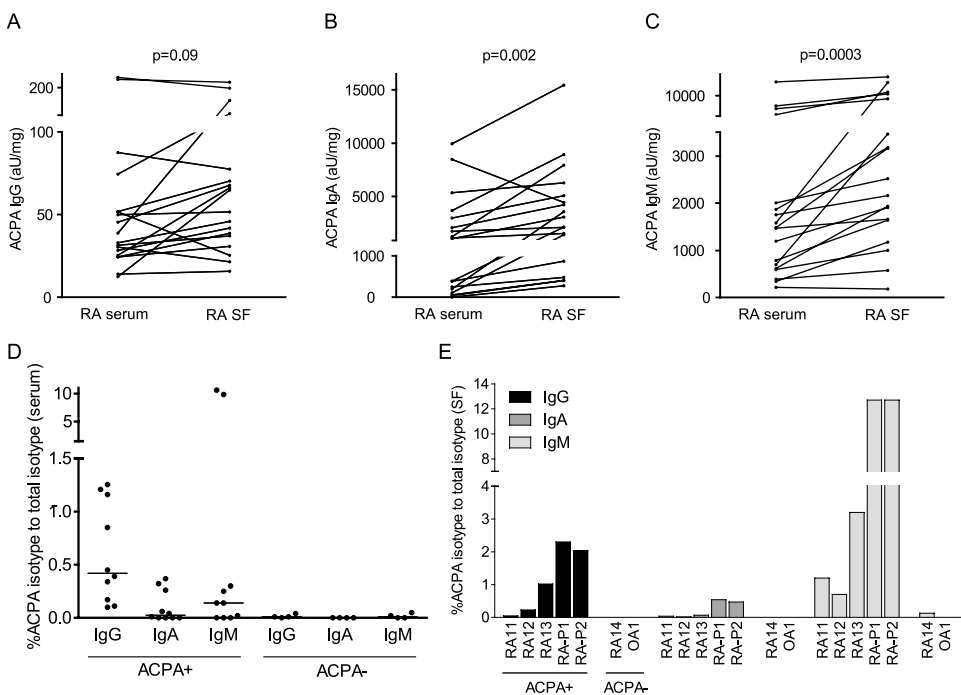 A
p=0.09
ACPA IgG (aU/mg)
200
100
50
0
RA serum RA SF
B
p=0.002
ACPA IgA (aU/mg)
15000
10000
5000
1000
0
RA serum RA SF
C
p=0.0003
ACPA IgM (aU/mg)
10000
3000
2000
1000
0
RA serum RA SF
D
%ACPA isotype to total isotype (serum)
10
5
1.5
1.0
0.5
0.0
IgG IgA IgM IgG IgA IgM
ACPA+ ACPA-
E
%ACPA isotype to total isotype (SF)
14
12
10
8
6
4
3
2
1
0
IgG
IgA
IgM
RA11 RA12 RA13 RA-P1 RA-P2 RA14 OA1 RA11 RA12 RA13 RA-P1 RA-P2 RA14 OA1 RA11 RA12 RA13 RA-P1 RA-P2 RA14 OA1
ACPA+ ACPA-